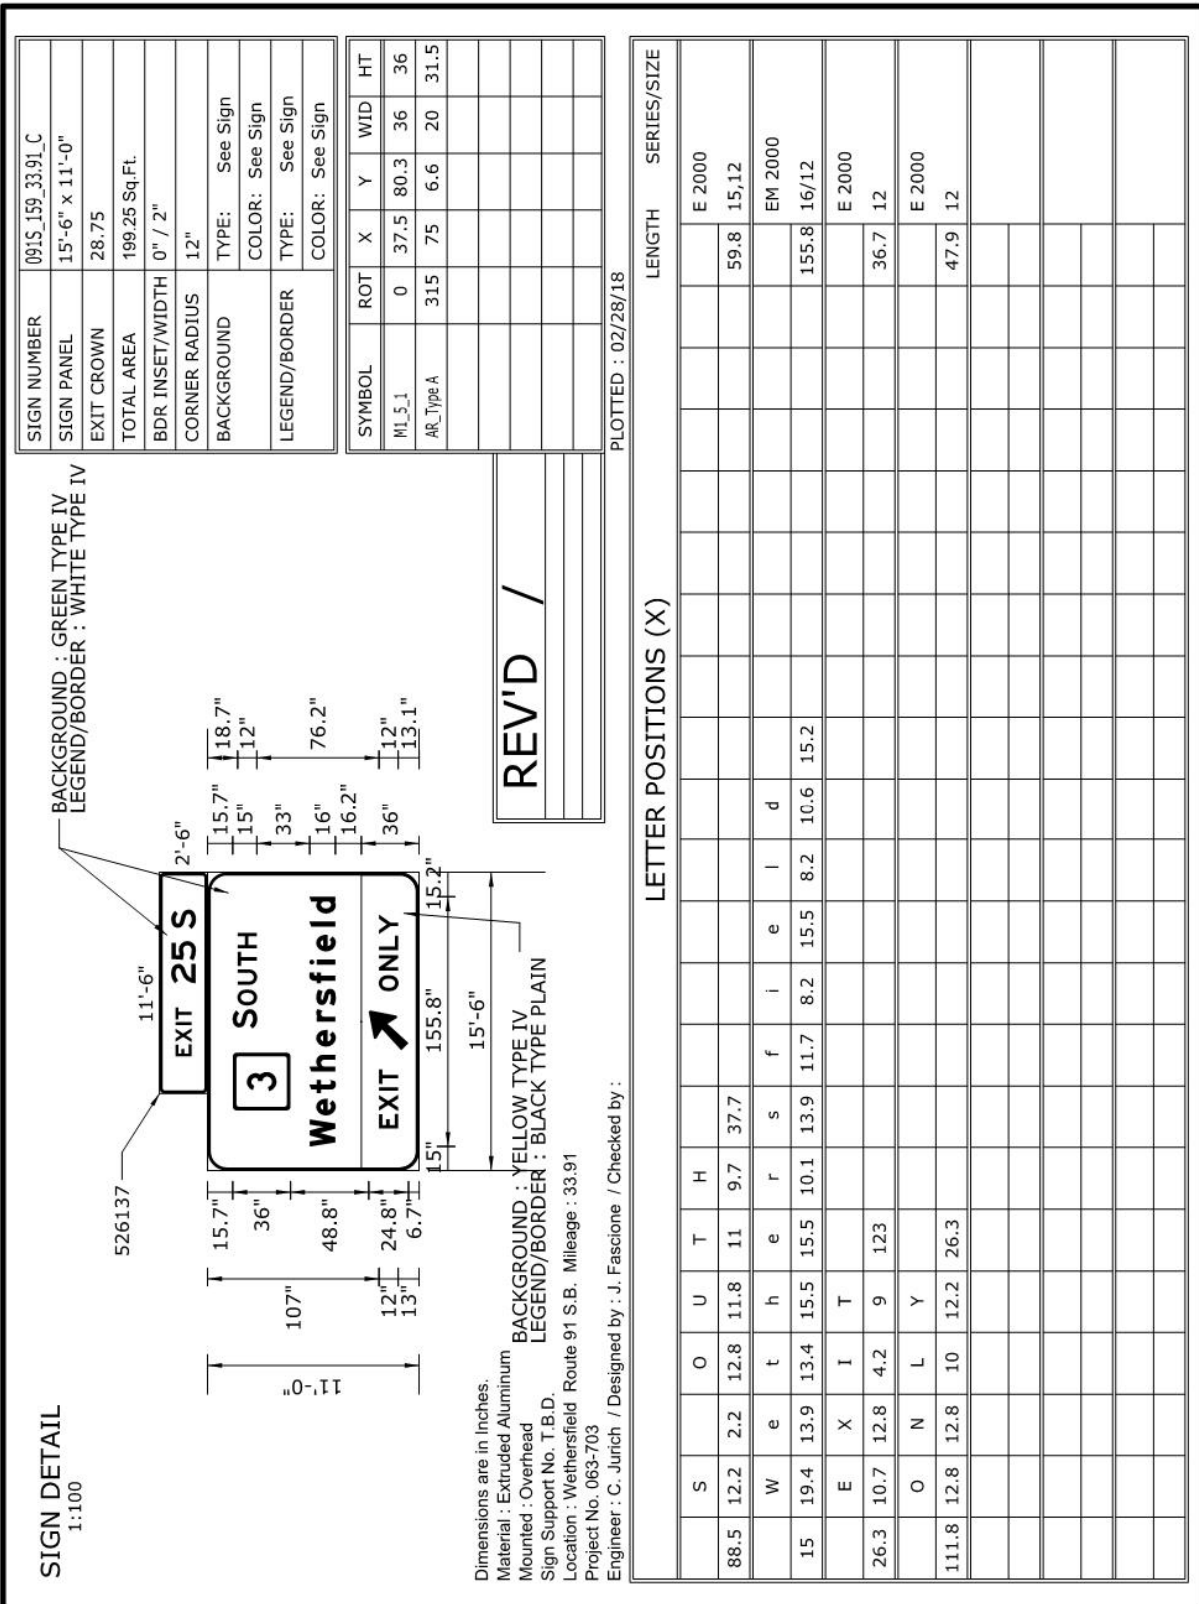 SIGN DETAIL
1:100
526137
11'-6"
2'-6"
EXIT 25 S
BACKGROUND : GREEN TYPE IV
LEGEND/BORDER : WHITE TYPE IV
3 SOUTH
Wethersfield
EXIT ONLY
11'-0"
107"
12"
13"
15.7"
36"
48.8"
24.8"
6.7"
15.7"
15"
33"
16"
16.2"
36"
18.7"
12"
76.2"
12"
13.1"
15" 155.8" 15.2"
15'-6"
BACKGROUND : YELLOW TYPE IV
LEGEND/BORDER : BLACK TYPE PLAIN
Dimensions are in Inches.
Material : Extruded Aluminum
Mounted : Overhead
Sign Support No. T.B.D.
Location : Wethersfield Route 91 S.B. Mileage : 33.91
Project No. 063-703
Engineer : C. Jurich / Designed by : J. Fascione / Checked by :
REV'D /
SIGN NUMBER 091S_159_33.91_C
SIGN PANEL 15'-6" x 11'-0"
EXIT CROWN 28.75
TOTAL AREA 199.25 Sq.Ft.
BDR INSET/WIDTH 0" / 2"
CORNER RADIUS 12"
BACKGROUND TYPE: See Sign
COLOR: See Sign
LEGEND/BORDER TYPE: See Sign
COLOR: See Sign
SYMBOL ROT X Y WID HT
M1_5_1 0 37.5 80.3 36 36
AR_Type A 315 75 6.6 20 31.5
PLOTTED : 02/28/18
LETTER POSITIONS (X) LENGTH SERIES/SIZE
S O U T H E 2000
88.5 12.2 2.2 12.8 11.8 11 9.7 37.7 59.8 15,12
W e t h e r s f i e l d EM 2000
15 19.4 13.9 13.4 15.5 15.5 10.1 13.9 11.7 8.2 15.5 8.2 10.6 15.2 155.8 16/12
E X I T E 2000
26.3 10.7 12.8 4.2 9 123 36.7 12
O N L Y E 2000
111.8 12.8 12.8 10 12.2 26.3 47.9 12